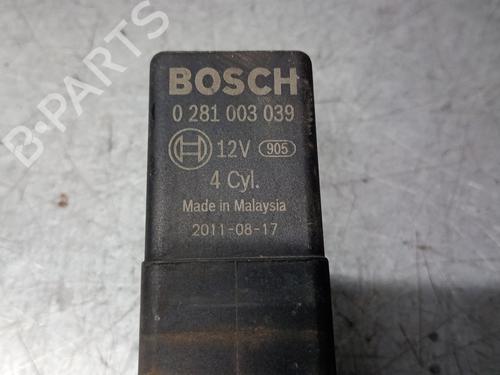 B-PARTS
BOSCH
0 281 003 039
12V 905
4 Cyl.
Made in Malaysia
2011-08-17